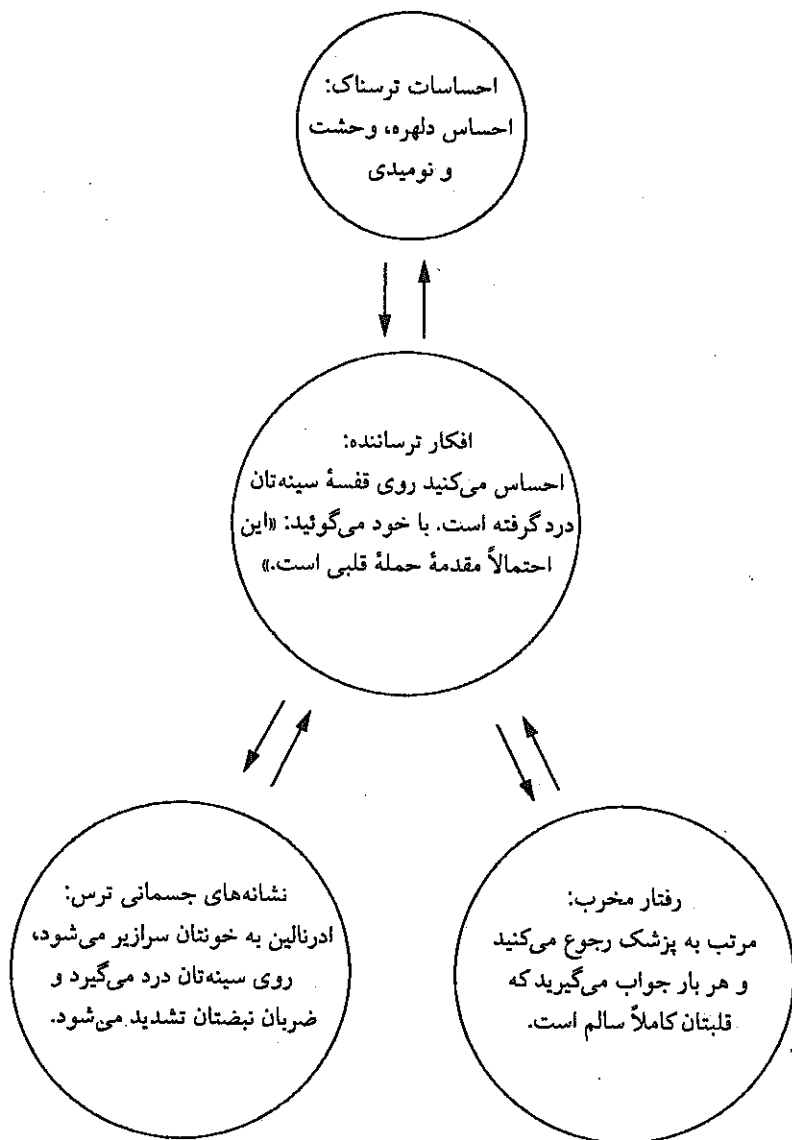 احساسات ترسناک:
احساس دلهره، وحشت
و نومیدی
افکار ترساننده:
احساس می‌کنید روی قفسهٔ سینه‌تان
درد گرفته است. با خود می‌گوئید: «این
احتمالاً مقدمهٔ حملهٔ قلبی است.»
نشانه‌های جسمانی ترس:
ادرنالین به خونتان سرازیر می‌شود،
روی سینه‌تان درد می‌گیرد و
ضربان نبضتان تشدید می‌شود.
رفتار مخرب:
مرتب به پزشک رجوع می‌کنید
و هر بار جواب می‌گیرید که
قلبتان کاملاً سالم است.